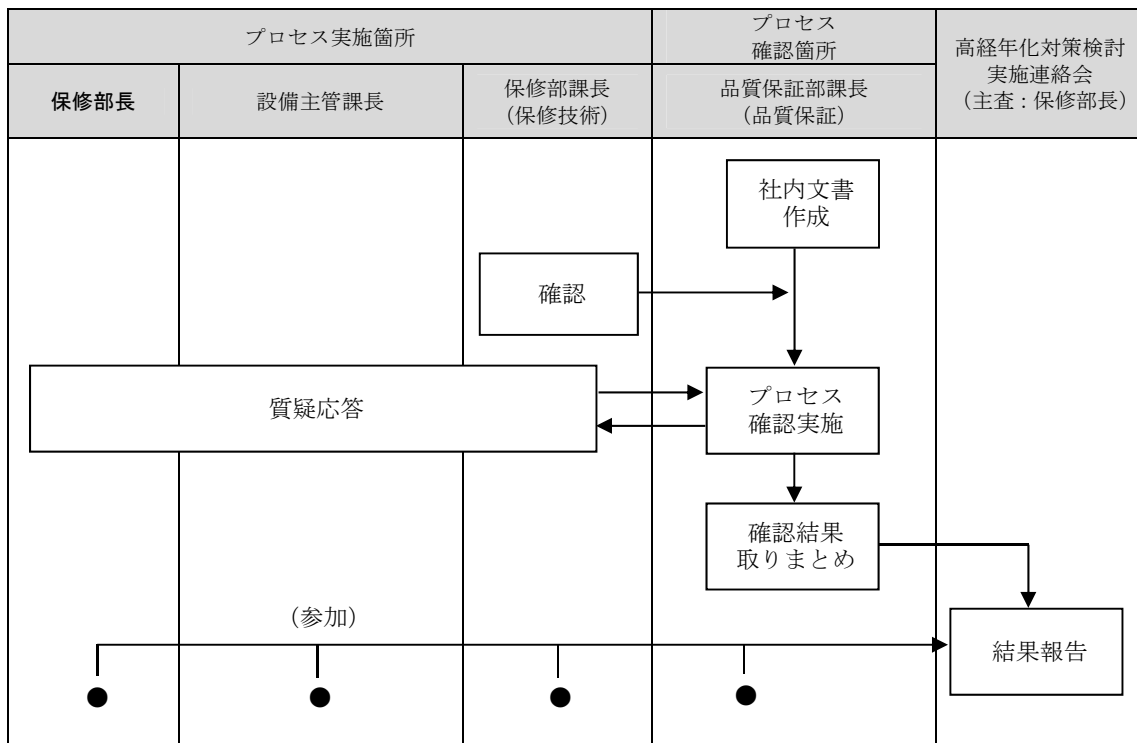 プロセス実施箇所
プロセス
確認箇所
高経年化対策検討
実施連絡会
（主査：保修部長）
保修部長
設備主管課長
保修部課長
（保修技術）
品質保証部課長
（品質保証）
社内文書
作成
確認
質疑応答
プロセス
確認実施
確認結果
取りまとめ
（参加）
結果報告